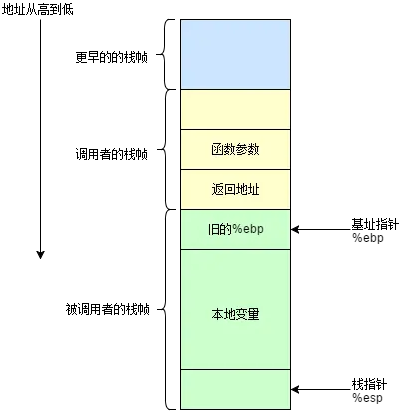 地址从高到低
更早的的栈帧
调用者的栈帧
函数参数
返回地址
旧的%ebp
基址指针
%ebp
被调用者的栈帧
本地变量
栈指针
%esp